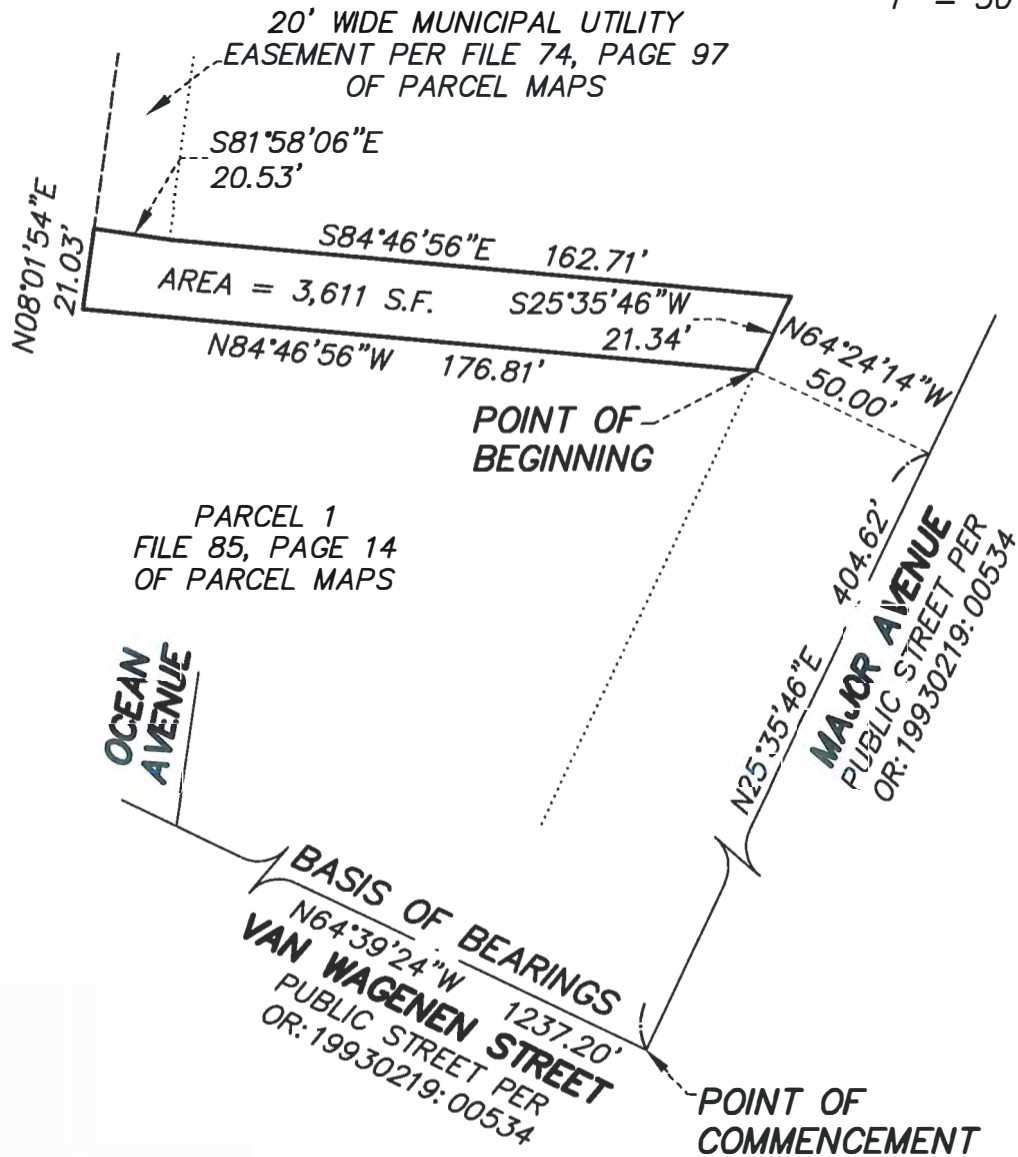 20' WIDE MUNICIPAL UTILITY
EASEMENT PER FILE 74, PAGE 97
OF PARCEL MAPS
S81°58'06"E
20.53'
N08°01'54"E
21.03'
S84°46'56"E 162.71'
AREA = 3,611 S.F.
S25°35'46"W
21.34'
N84°46'56"W 176.81'
N64°24'14"W
50.00'
POINT OF
BEGINNING
PARCEL 1
FILE 85, PAGE 14
OF PARCEL MAPS
N25°35'46"E 404.62'
MAJOR AVENUE
PUBLIC STREET PER
OR: 19930219: 00534
OCEAN
AVENUE
BASIS OF BEARINGS
N64°39'24"W 1237.20'
VAN WAGENEN STREET
PUBLIC STREET PER
OR: 19930219: 00534
POINT OF
COMMENCEMENT